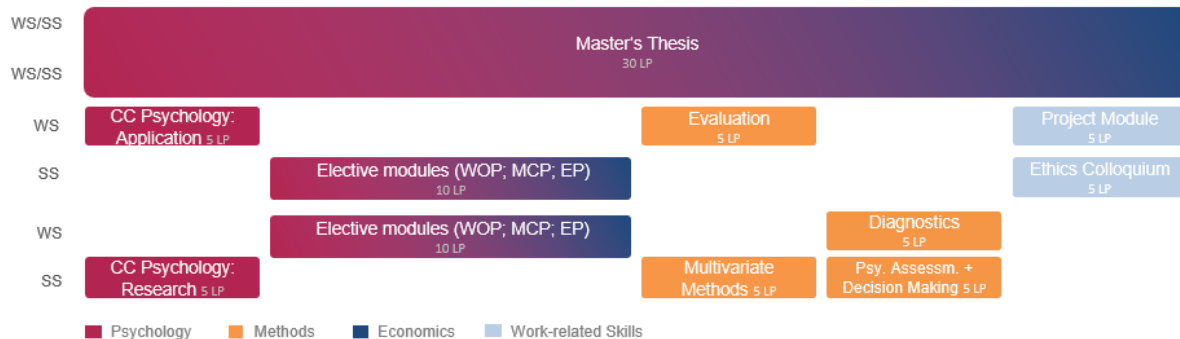 WS/SS
Master's Thesis
30 LP
WS/SS
WS
CC Psychology:
Application 5 LP
Evaluation
5 LP
Project Module
5 LP
SS
Elective modules (WOP; MCP; EP)
10 LP
Ethics Colloquium
5 LP
WS
Elective modules (WOP; MCP; EP)
10 LP
Diagnostics
5 LP
SS
CC Psychology:
Research 5 LP
Multivariate
Methods 5 LP
Psy. Assessm. +
Decision Making 5 LP
Psychology
Methods
Economics
Work-related Skills